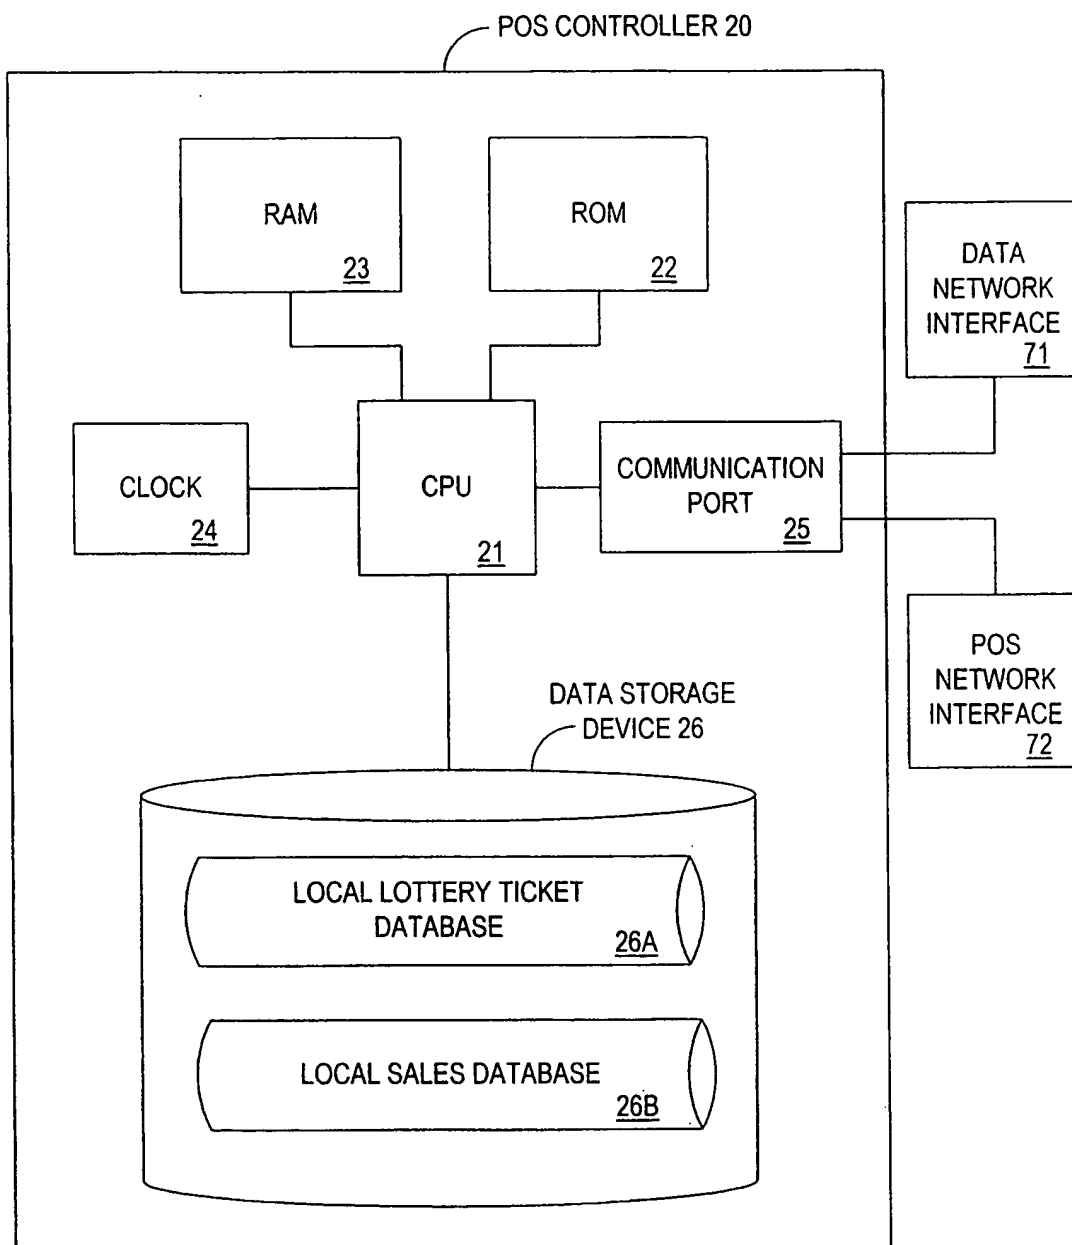 POS CONTROLLER 20
RAM
23
ROM
22
DATA
NETWORK
INTERFACE
71
CLOCK
24
CPU
21
COMMUNICATION
PORT
25
POS
NETWORK
INTERFACE
72
DATA STORAGE
DEVICE 26
LOCAL LOTTERY TICKET
DATABASE
26A
LOCAL SALES DATABASE
26B